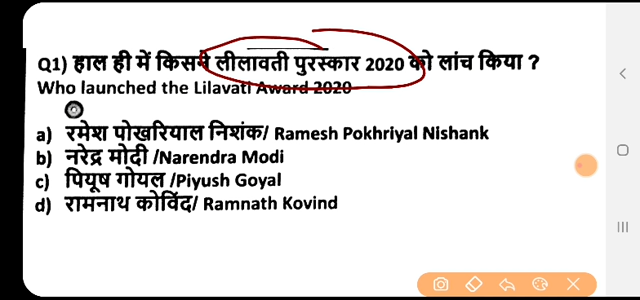 Q1) हाल ही में किसने लीलावती पुरस्कार 2020 को लांच किया ?
Who launched the Lilavati Award 2020
a) रमेश पोखरियाल निशंक/ Ramesh Pokhriyal Nishank
b) नरेद्र मोदी /Narendra Modi
c) पियूष गोयल /Piyush Goyal
d) रामनाथ कोविंद/ Ramnath Kovind